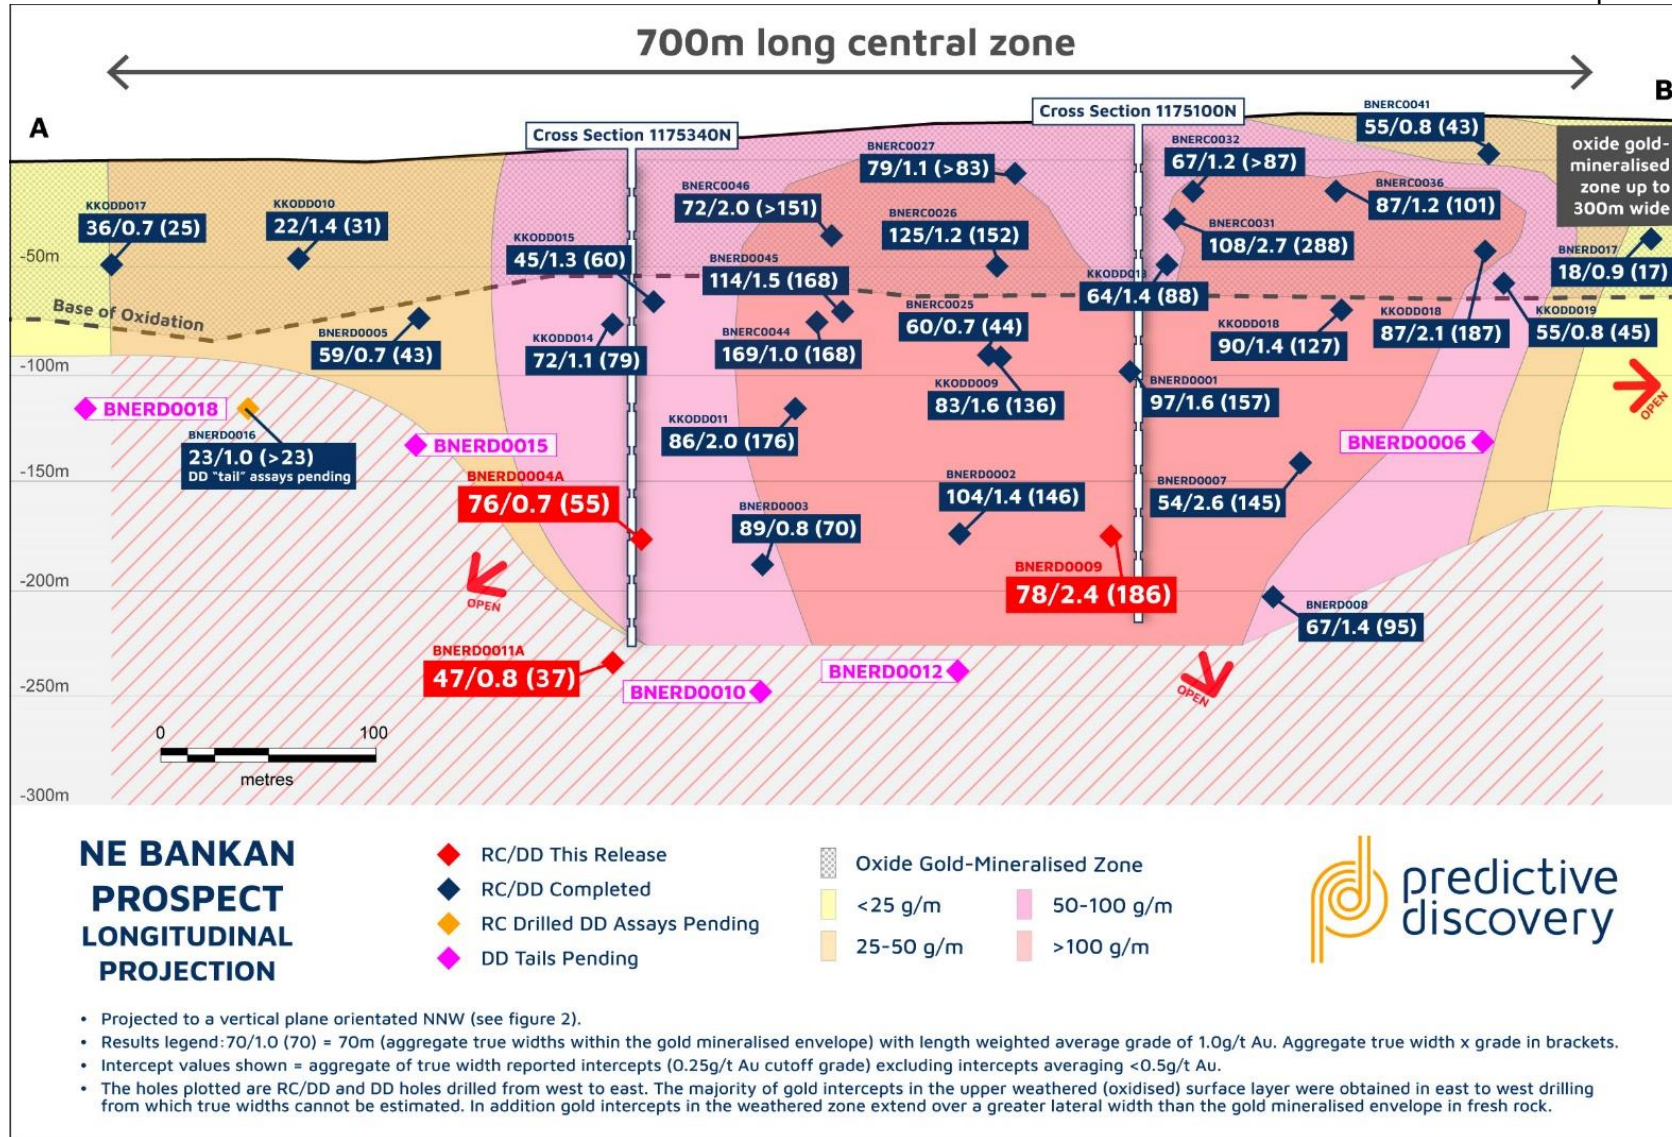 700m long central zone
A
B
Cross Section 1175340N
Cross Section 1175100N
BNERC0041
55/0.8 (43)
oxide gold-
mineralised
zone up to
300m wide
BNERC0027
79/1.1 (>83)
BNERC0032
67/1.2 (>87)
BNERC0046
72/2.0 (>151)
BNERC0036
87/1.2 (101)
KKODD017
36/0.7 (25)
KKODD010
22/1.4 (31)
BNERC0026
125/1.2 (152)
BNERC0031
108/2.7 (288)
KKODD015
45/1.3 (60)
BNERD017
18/0.9 (17)
-50m
BNERD0045
114/1.5 (168)
KKODD013
64/1.4 (88)
Base of Oxidation
BNERD0005
59/0.7 (43)
KKODD014
72/1.1 (79)
BNERC0044
169/1.0 (168)
BNERC0025
60/0.7 (44)
KKODD018
90/1.4 (127)
KKODD018
87/2.1 (187)
KKODD019
55/0.8 (45)
-100m
KKODD009
83/1.6 (136)
BNERD0001
97/1.6 (157)
OPEN
BNERD0018
BNERD0016
23/1.0 (>23)
DD "tail" assays pending
BNERD0015
KKODD011
86/2.0 (176)
BNERD0006
-150m
BNERD0004A
76/0.7 (55)
BNERD0002
104/1.4 (146)
BNERD0007
54/2.6 (145)
BNERD0003
89/0.8 (70)
-200m
OPEN
BNERD0009
78/2.4 (186)
BNERD008
67/1.4 (95)
BNERD0011A
47/0.8 (37)
BNERD0010
BNERD0012
OPEN
-250m
0 100
metres
-300m
NE BANKAN
PROSPECT
LONGITUDINAL
PROJECTION
RC/DD This Release
RC/DD Completed
RC Drilled DD Assays Pending
DD Tails Pending
Oxide Gold-Mineralised Zone
<25 g/m
50-100 g/m
25-50 g/m
>100 g/m
predictive
discovery
• Projected to a vertical plane orientated NNW (see figure 2).
• Results legend:70/1.0 (70) = 70m (aggregate true widths within the gold mineralised envelope) with length weighted average grade of 1.0g/t Au. Aggregate true width x grade in brackets.
• Intercept values shown = aggregate of true width reported intercepts (0.25g/t Au cutoff grade) excluding intercepts averaging <0.5g/t Au.
• The holes plotted are RC/DD and DD holes drilled from west to east. The majority of gold intercepts in the upper weathered (oxidised) surface layer were obtained in east to west drilling
from which true widths cannot be estimated. In addition gold intercepts in the weathered zone extend over a greater lateral width than the gold mineralised envelope in fresh rock.